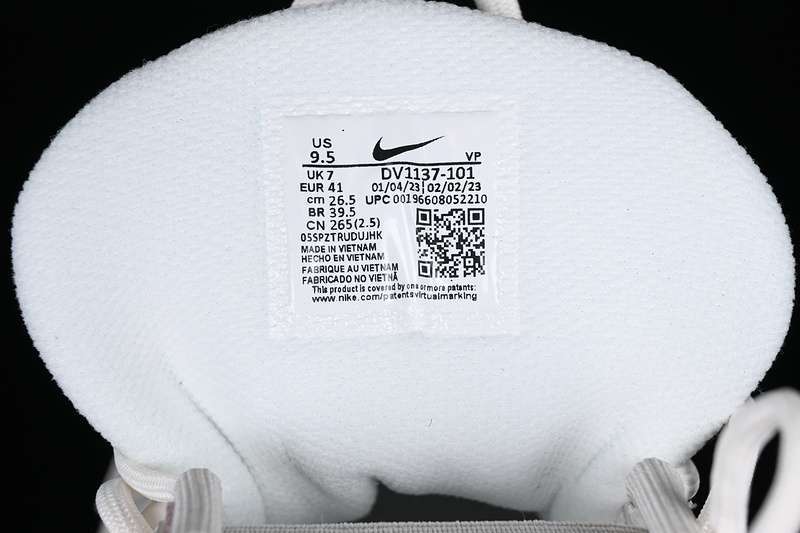 US
9.5 VP
UK 7 DV1137-101
EUR 41 01/04/23 02/02/23
cm 26.5 UPC 00196608052210
BR 39.5
CN 265(2.5)
05SPZTRUDUJHK
MADE IN VIETNAM
HECHO EN VIETNAM
FABRIQUE AU VIETNAM
FABRICADO NO VIETNÃ
This product is covered by one or more patents:
www.nike.com/patentsvirtualmarking